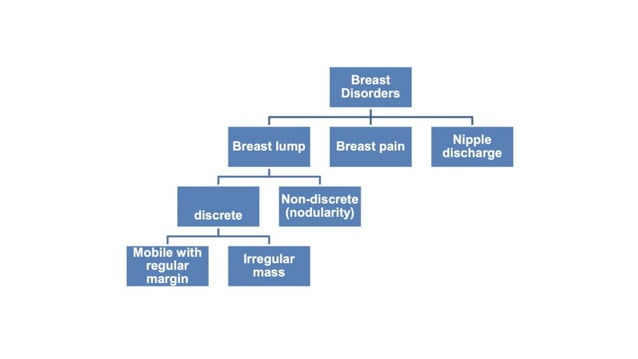 Breast
Disorders
Breast lump
Breast pain
Nipple
discharge
discrete
Non-discrete
(nodularity)
Mobile with
regular
margin
Irregular
mass